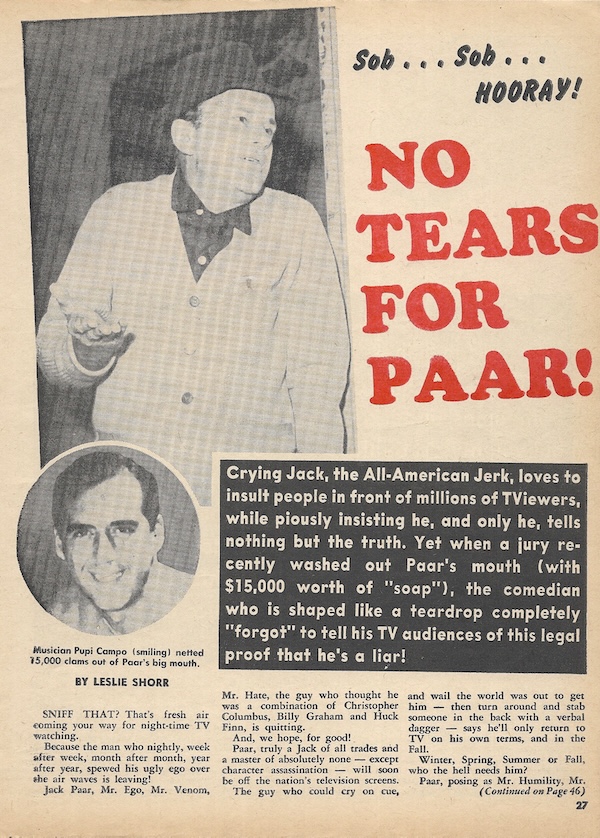 Sob . . . Sob . . .
HOORAY!
NO
TEARS
FOR
PAAR!
Crying Jack, the All-American Jerk, loves to
insult people in front of millions of TViewers,
while piously insisting he, and only he, tells
nothing but the truth. Yet when a jury re-
cently washed out Paar's mouth (with
$15,000 worth of "soap"), the comedian
who is shaped like a teardrop completely
"forgot" to tell his TV audiences of this legal
proof that he's a liar!
Musician Pupi Campo (smiling) netted
15,000 clams out of Paar's big mouth.
BY LESLIE SHORR
SNIFF THAT? That's fresh air
coming your way for night-time TV
watching.
Because the man who nightly, week
after week, month after month, year
after year, spewed his ugly ego over
the air waves is leaving!
Jack Paar, Mr. Ego, Mr. Venom,
Mr. Hate, the guy who thought he
was a combination of Christopher
Columbus, Billy Graham and Huck
Finn, is quitting.
And, we hope, for good!
Paar, truly a Jack of all trades and
a master of absolutely none — except
character assassination — will soon
be off the nation's television screens.
The guy who could cry on cue,
and wail the world was out to get
him — then turn around and stab
someone in the back with a verbal
dagger — says he'll only return to
TV on his own terms, and in the
Fall.
Winter, Spring, Summer or Fall,
who the hell needs him?
Paar, posing as Mr. Humility, Mr.
(Continued on Page 46)
27